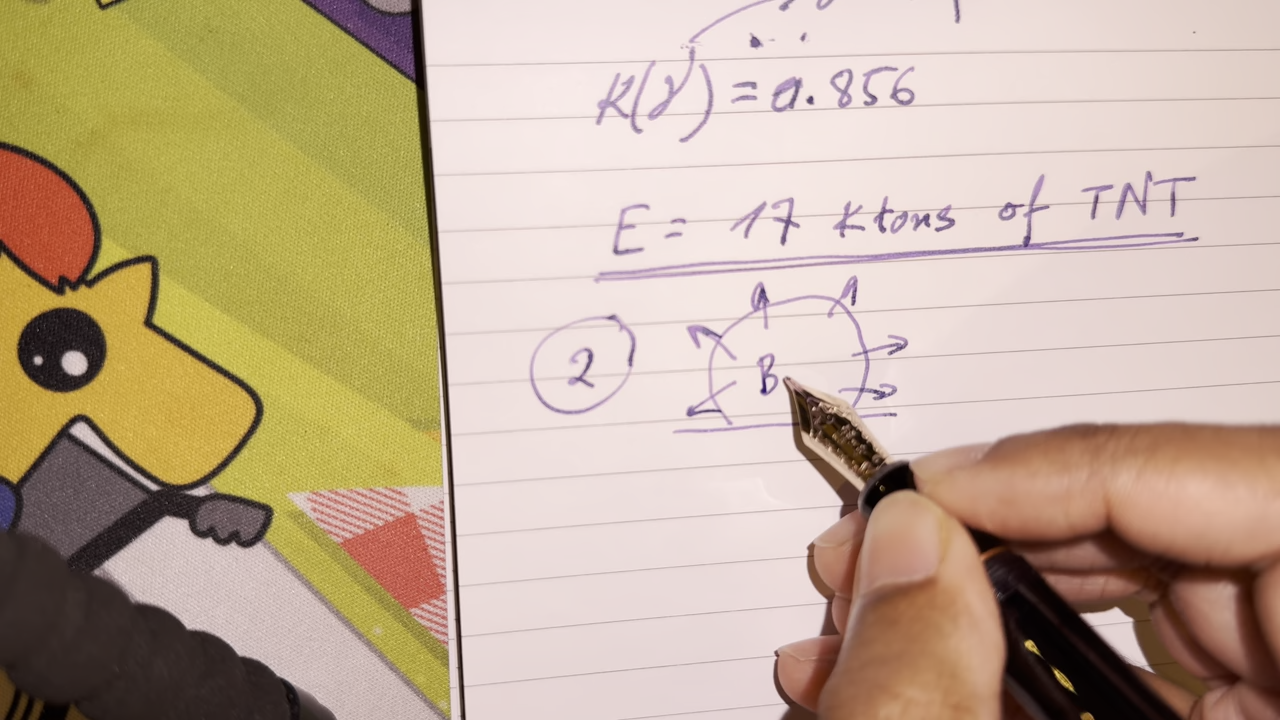 K(γ) = 0.856
E = 17 Ktons of TNT
2
B